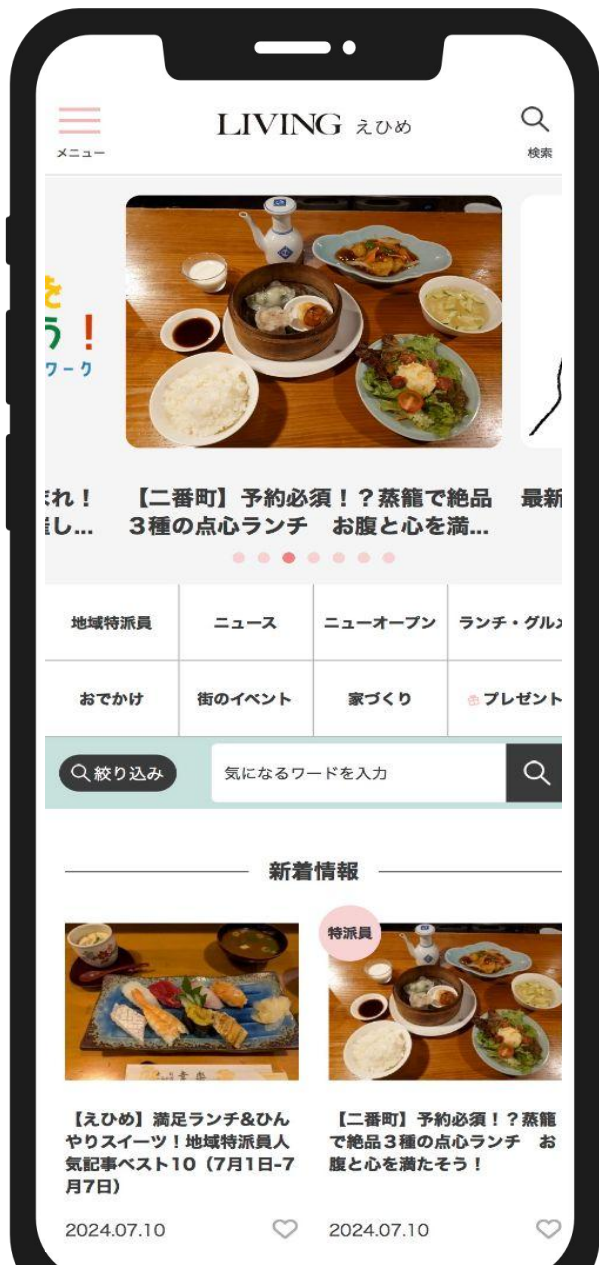 メニュー
LIVING えひめ
検索
を
う！
ワーク
まれ！
し...
【二番町】予約必須！？蒸籠で絶品
３種の点心ランチ　お腹と心を満...
最新
地域特派員
ニュース
ニューオープン
ランチ・グルメ
おでかけ
街のイベント
家づくり
プレゼント
絞り込み
気になるワードを入力
新着情報
特派員
【えひめ】満足ランチ&ひん
やりスイーツ！地域特派員人
気記事ベスト10（7月1日-7
月7日）
2024.07.10
【二番町】予約必須！？蒸籠
で絶品３種の点心ランチ　お
腹と心を満たそう！
2024.07.10